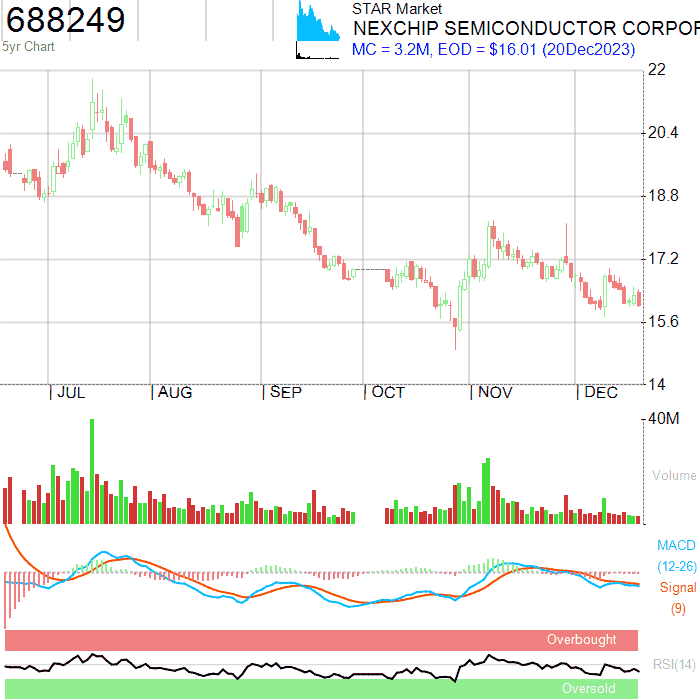 688249
5yr Chart
STAR Market
NEXCHIP SEMICONDUCTOR CORPOR
MC = 3.2M, EOD = $16.01 (20Dec2023)
22
20.4
18.8
17.2
15.6
14
JUL AUG SEP OCT NOV DEC
40M
Volume
MACD
(12-26)
Signal
(9)
Overbought
RSI(14)
Oversold